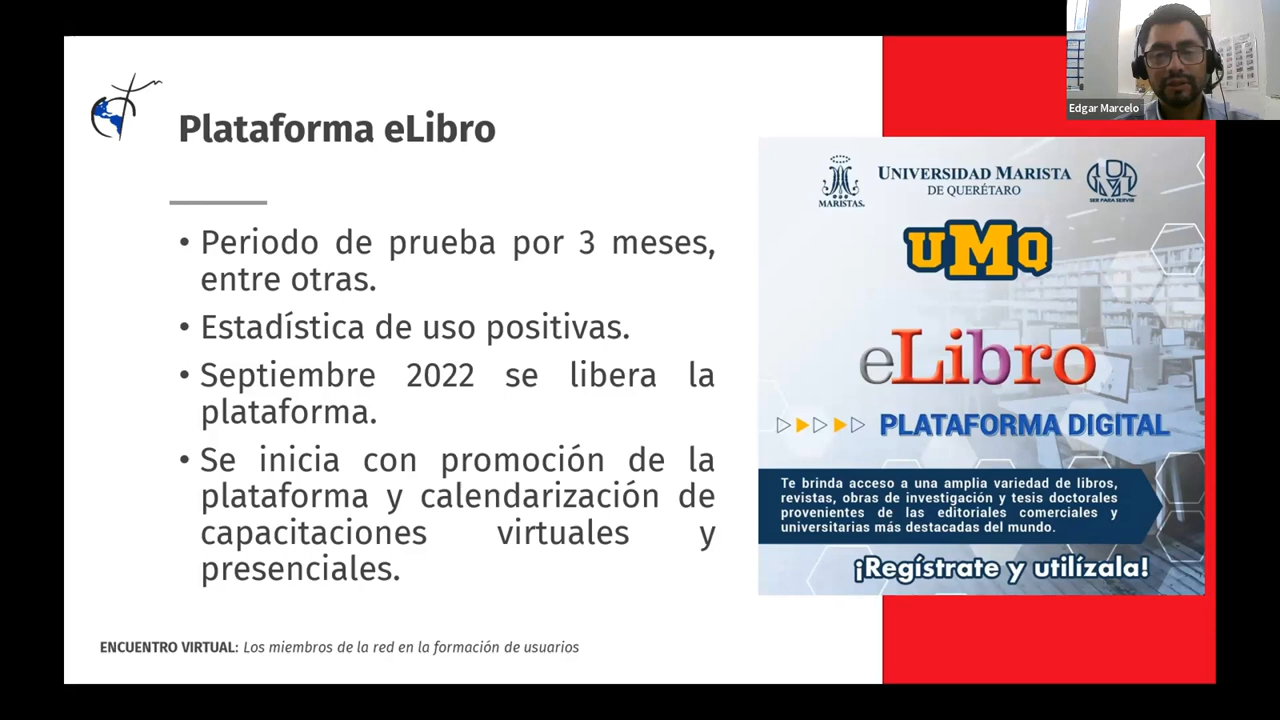 Edgar Marcelo
Plataforma eLibro
• Periodo de prueba por 3 meses,
entre otras.
• Estadística de uso positivas.
• Septiembre 2022 se libera la
plataforma.
• Se inicia con promoción de la
plataforma y calendarización de
capacitaciones virtuales y
presenciales.
ENCUENTRO VIRTUAL: Los miembros de la red en la formación de usuarios
MARISTAS.
UNIVERSIDAD MARISTA
DE QUERÉTARO
SER PARA SERVIR
UMQ
eLibro
PLATAFORMA DIGITAL
Te brinda acceso a una amplia variedad de libros,
revistas, obras de investigación y tesis doctorales
provenientes de las editoriales comerciales y
universitarias más destacadas del mundo.
¡Regístrate y utilízala!